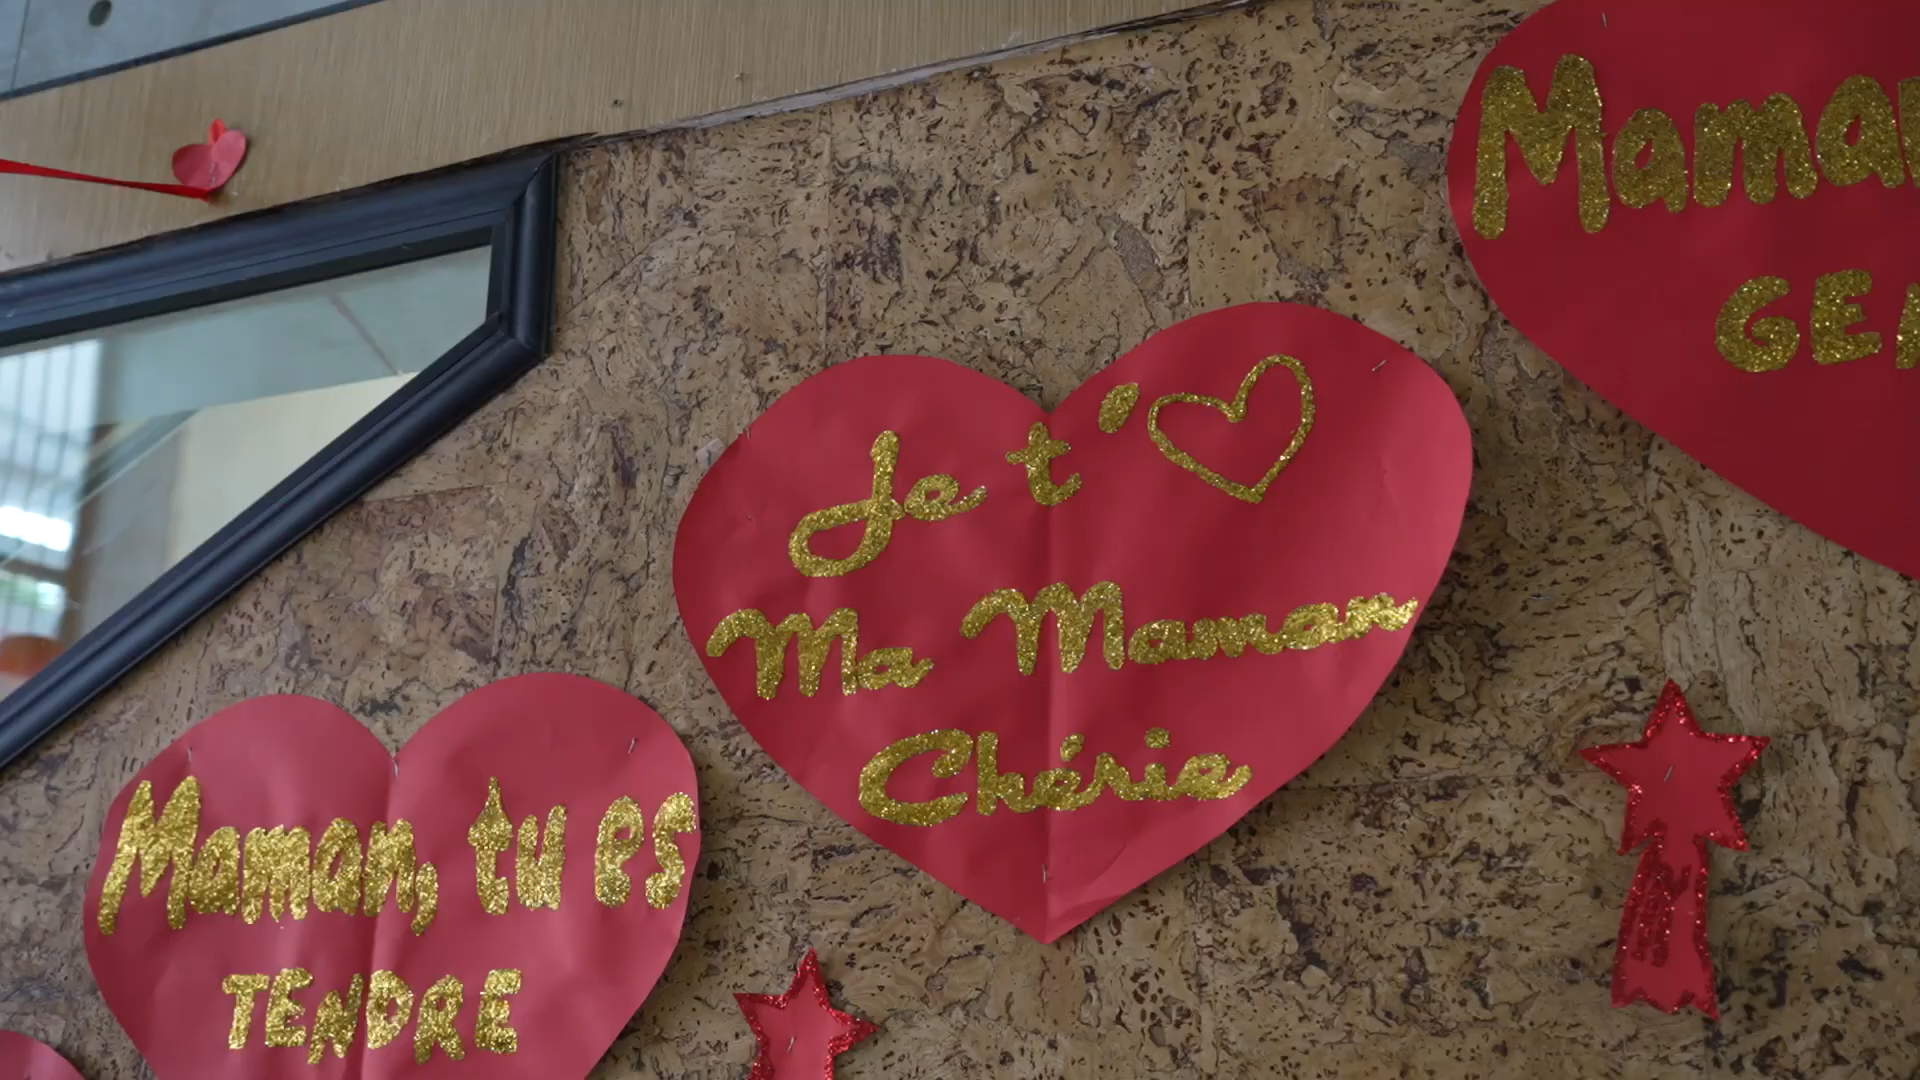 Je t'♡
Ma Maman
Chérie
Maman, tu es
TENDRE
Maman
GE